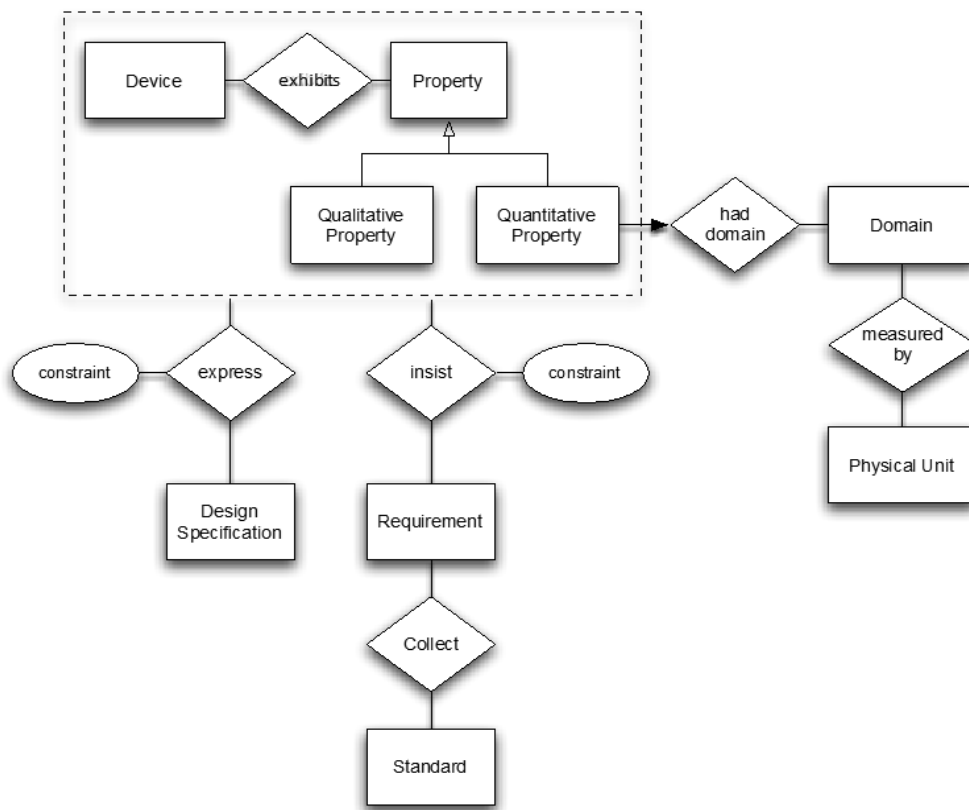 Device
exhibits
Property
Qualitative
Property
Quantitative
Property
had
domain
Domain
constraint
express
insist
constraint
measured
by
Design
Specification
Requirement
Physical Unit
Collect
Standard